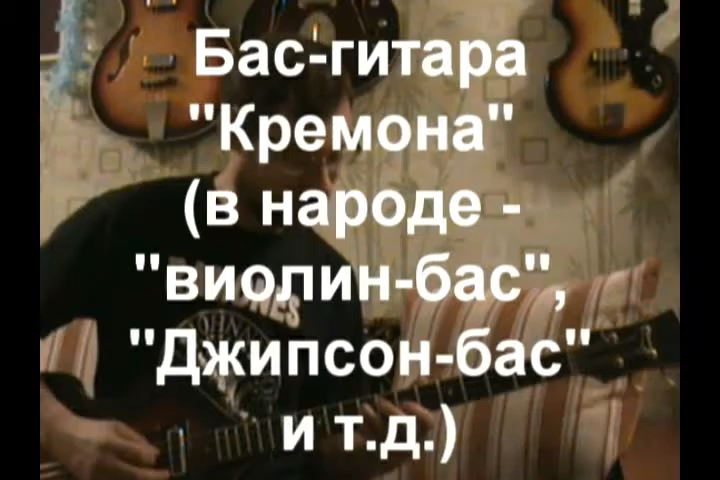 Бас-гитара
"Кремона"
(в народе -
"виолин-бас",
"Джипсон-бас"
и т.д.)